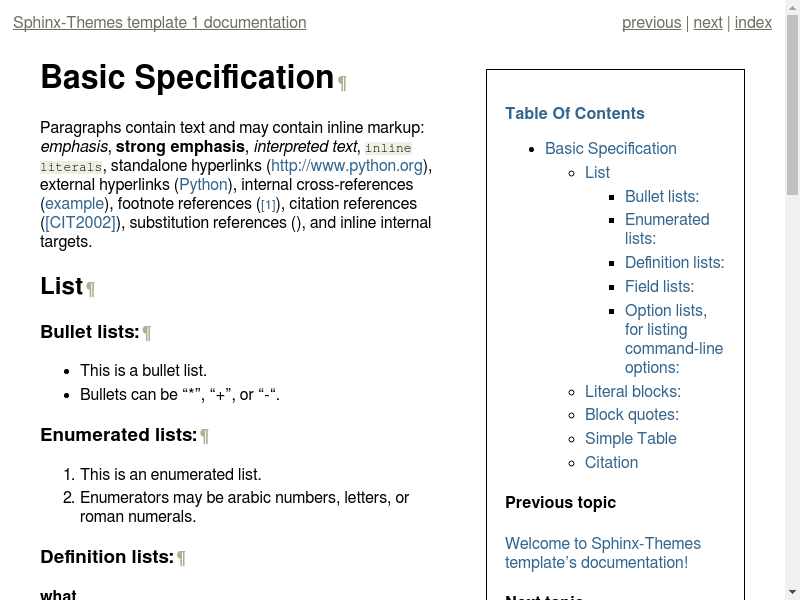 Sphinx-Themes template 1 documentation
previous | next | index
Basic Specification¶
Paragraphs contain text and may contain inline markup:
emphasis, strong emphasis, interpreted text, inline
literals, standalone hyperlinks (http://www.python.org),
external hyperlinks (Python), internal cross-references
(example), footnote references ([1]), citation references
([CIT2002]), substitution references (), and inline internal
targets.
List¶
Bullet lists:¶
• This is a bullet list.
• Bullets can be “*”, “+”, or “-“.
Enumerated lists:¶
1. This is an enumerated list.
2. Enumerators may be arabic numbers, letters, or
roman numerals.
Definition lists:¶
what
Table Of Contents
Basic Specification
List
Bullet lists:
Enumerated
lists:
Definition lists:
Field lists:
Option lists,
for listing
command-line
options:
Literal blocks:
Block quotes:
Simple Table
Citation
Previous topic
Welcome to Sphinx-Themes
template’s documentation!
Next topic